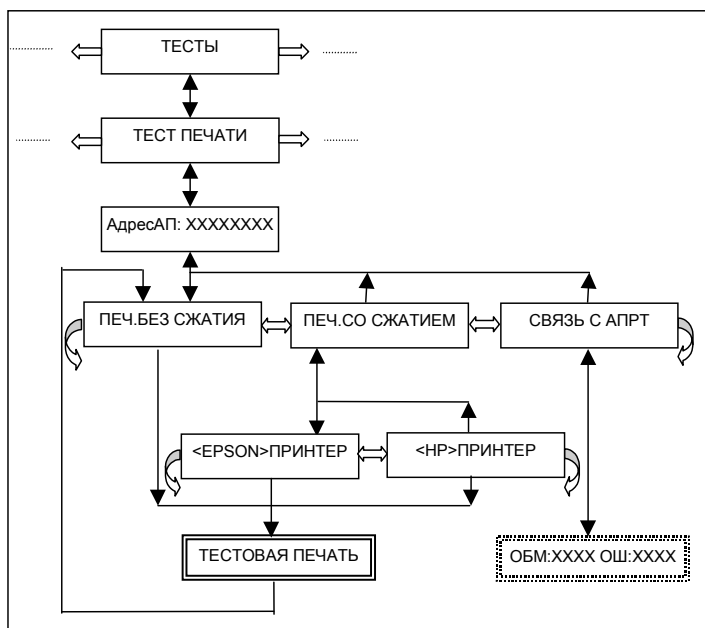 ТЕСТЫ
ТЕСТ ПЕЧАТИ
АдресАП: XXXXXXXX
ПЕЧ.БЕЗ СЖАТИЯ
ПЕЧ.СО СЖАТИЕМ
СВЯЗЬ С АПРТ
<EPSON>ПРИНТЕР
<HP>ПРИНТЕР
ТЕСТОВАЯ ПЕЧАТЬ
ОБМ:XXXX ОШ:XXXX